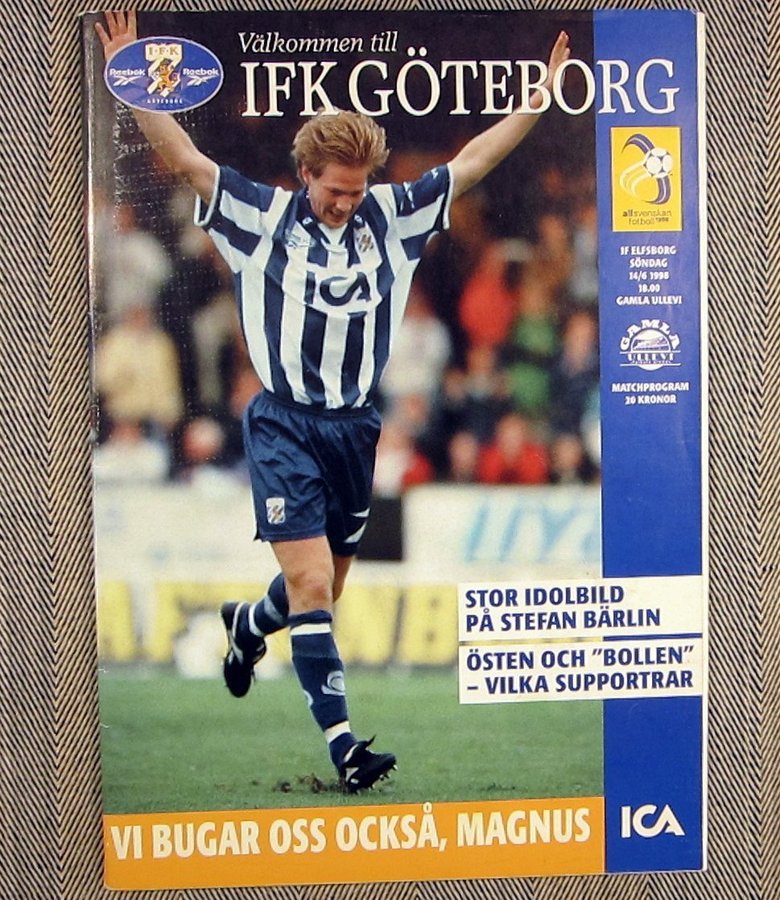 Välkommen till
IFK GÖTEBORG
I·F·K
Reebok Reebok
GÖTEBORG
allsvenskan
fotboll 1998
IF ELFSBORG
SÖNDAG
14/6 1998
18.00
GAMLA ULLEVI
GAMLA
ULLEVI
MATCHPROGRAM
20 KRONOR
ICA
STOR IDOLBILD
PÅ STEFAN BÄRLIN
ÖSTEN OCH "BOLLEN"
– VILKA SUPPORTRAR
VI BUGAR OSS OCKSÅ, MAGNUS
ICA